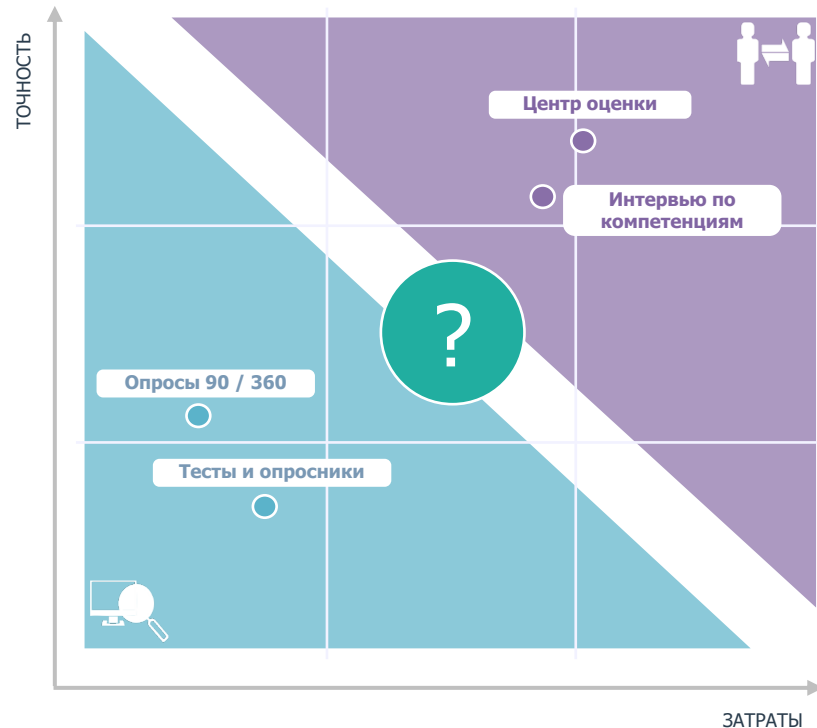 ТОЧНОСТЬ
Центр оценки
Интервью по
компетенциям
?
Опросы 90 / 360
Тесты и опросники
ЗАТРАТЫ